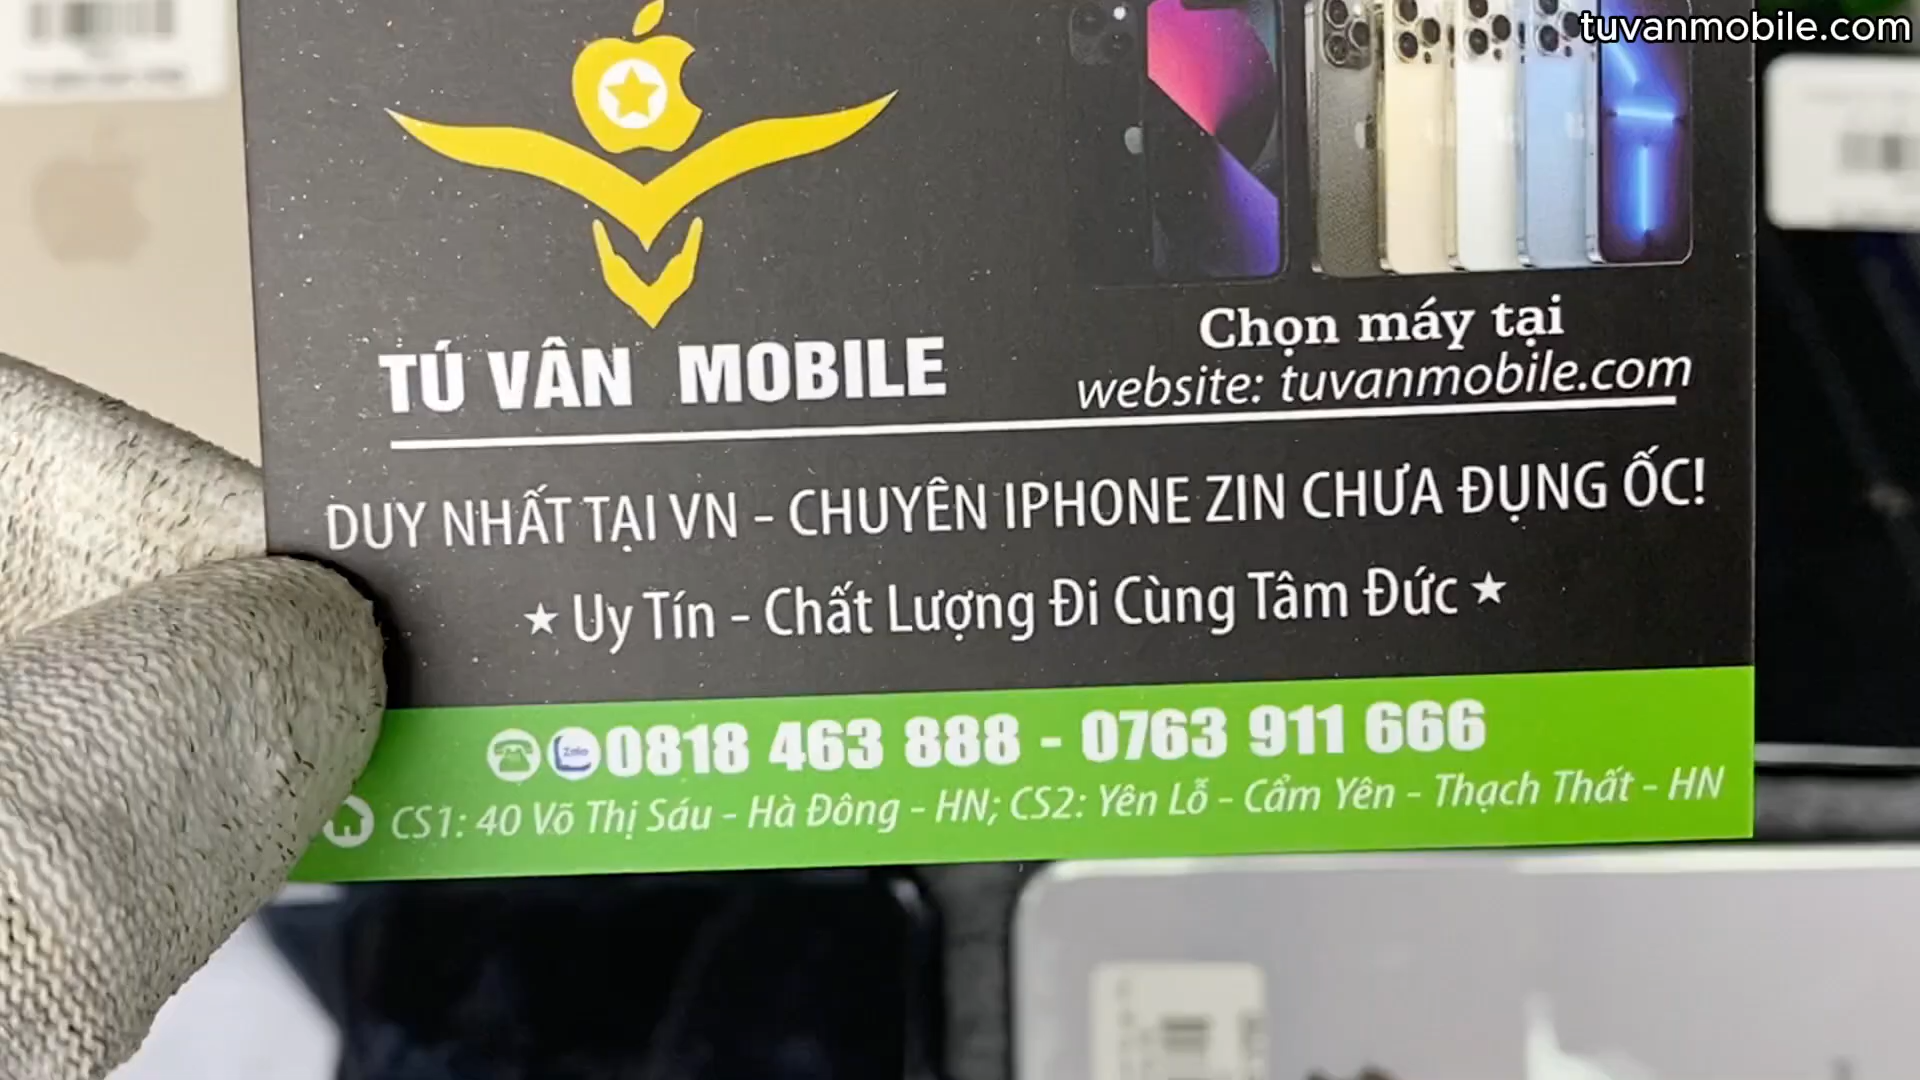 tuvanmobile.com
TÚ VÂN MOBILE
Chọn máy tại
website: tuvanmobile.com
DUY NHẤT TẠI VN - CHUYÊN IPHONE ZIN CHƯA ĐỤNG ỐC!
★ Uy Tín - Chất Lượng Đi Cùng Tâm Đức ★
Zalo 0818 463 888 - 0763 911 666
CS1: 40 Võ Thị Sáu - Hà Đông - HN; CS2: Yên Lỗ - Cẩm Yên - Thạch Thất - HN